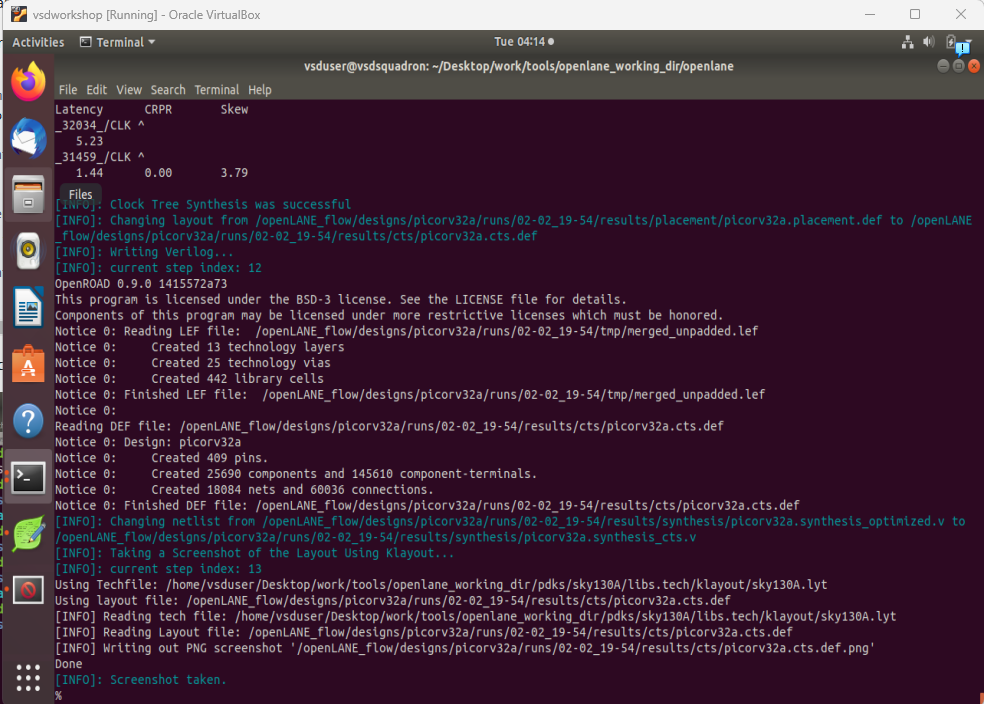 vsdworkshop [Running] - Oracle VirtualBox
Activities Terminal Tue 04:14
vsduser@vsdsquadron: ~/Desktop/work/tools/openlane_working_dir/openlane
File Edit View Search Terminal Help
Latency CRPR Skew
_32034_/CLK ^
5.23
_31459_/CLK ^
1.44 0.00 3.79
Files
[INFO]: Clock Tree Synthesis was successful
[INFO]: Changing layout from /openLANE_flow/designs/picorv32a/runs/02-02_19-54/results/placement/picorv32a.placement.def to /openLANE
_flow/designs/picorv32a/runs/02-02_19-54/results/cts/picorv32a.cts.def
[INFO]: Writing Verilog...
[INFO]: current step index: 12
OpenROAD 0.9.0 1415572a73
This program is licensed under the BSD-3 license. See the LICENSE file for details.
Components of this program may be licensed under more restrictive licenses which must be honored.
Notice 0: Reading LEF file:  /openLANE_flow/designs/picorv32a/runs/02-02_19-54/tmp/merged_unpadded.lef
Notice 0:     Created 13 technology layers
Notice 0:     Created 25 technology vias
Notice 0:     Created 442 library cells
Notice 0: Finished LEF file:  /openLANE_flow/designs/picorv32a/runs/02-02_19-54/tmp/merged_unpadded.lef
Notice 0:
Reading DEF file: /openLANE_flow/designs/picorv32a/runs/02-02_19-54/results/cts/picorv32a.cts.def
Notice 0: Design: picorv32a
Notice 0:     Created 409 pins.
Notice 0:     Created 25690 components and 145610 component-terminals.
Notice 0:     Created 18084 nets and 60036 connections.
Notice 0: Finished DEF file: /openLANE_flow/designs/picorv32a/runs/02-02_19-54/results/cts/picorv32a.cts.def
[INFO]: Changing netlist from /openLANE_flow/designs/picorv32a/runs/02-02_19-54/results/synthesis/picorv32a.synthesis_optimized.v to
/openLANE_flow/designs/picorv32a/runs/02-02_19-54/results/synthesis/picorv32a.synthesis_cts.v
[INFO]: Taking a Screenshot of the Layout Using Klayout...
[INFO]: current step index: 13
Using Techfile: /home/vsduser/Desktop/work/tools/openlane_working_dir/pdks/sky130A/libs.tech/klayout/sky130A.lyt
Using layout file: /openLANE_flow/designs/picorv32a/runs/02-02_19-54/results/cts/picorv32a.cts.def
[INFO] Reading tech file: /home/vsduser/Desktop/work/tools/openlane_working_dir/pdks/sky130A/libs.tech/klayout/sky130A.lyt
[INFO] Reading Layout file: /openLANE_flow/designs/picorv32a/runs/02-02_19-54/results/cts/picorv32a.cts.def
[INFO] Writing out PNG screenshot '/openLANE_flow/designs/picorv32a/runs/02-02_19-54/results/cts/picorv32a.cts.def.png'
Done
[INFO]: Screenshot taken.
%